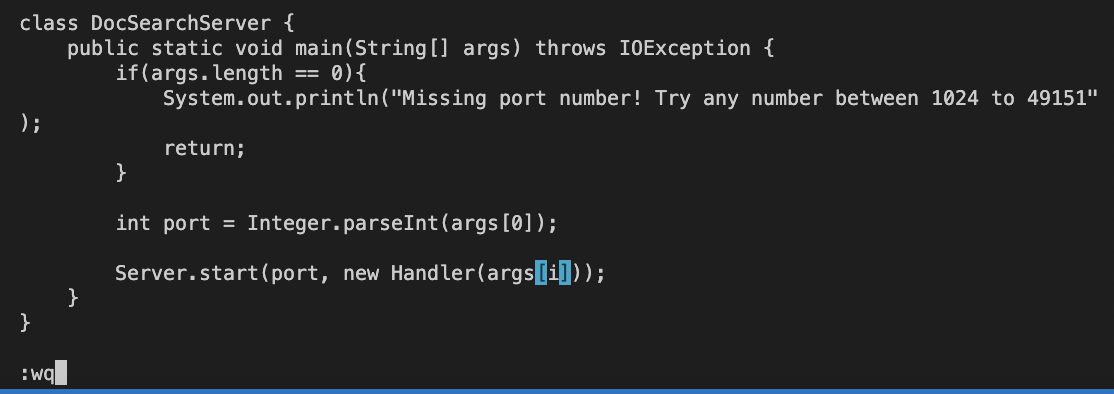 class DocSearchServer {
    public static void main(String[] args) throws IOException {
        if(args.length == 0){
            System.out.println("Missing port number! Try any number between 1024 to 49151"
);
            return;
        }
        int port = Integer.parseInt(args[0]);
        Server.start(port, new Handler(args[i]));
    }
}
:wq